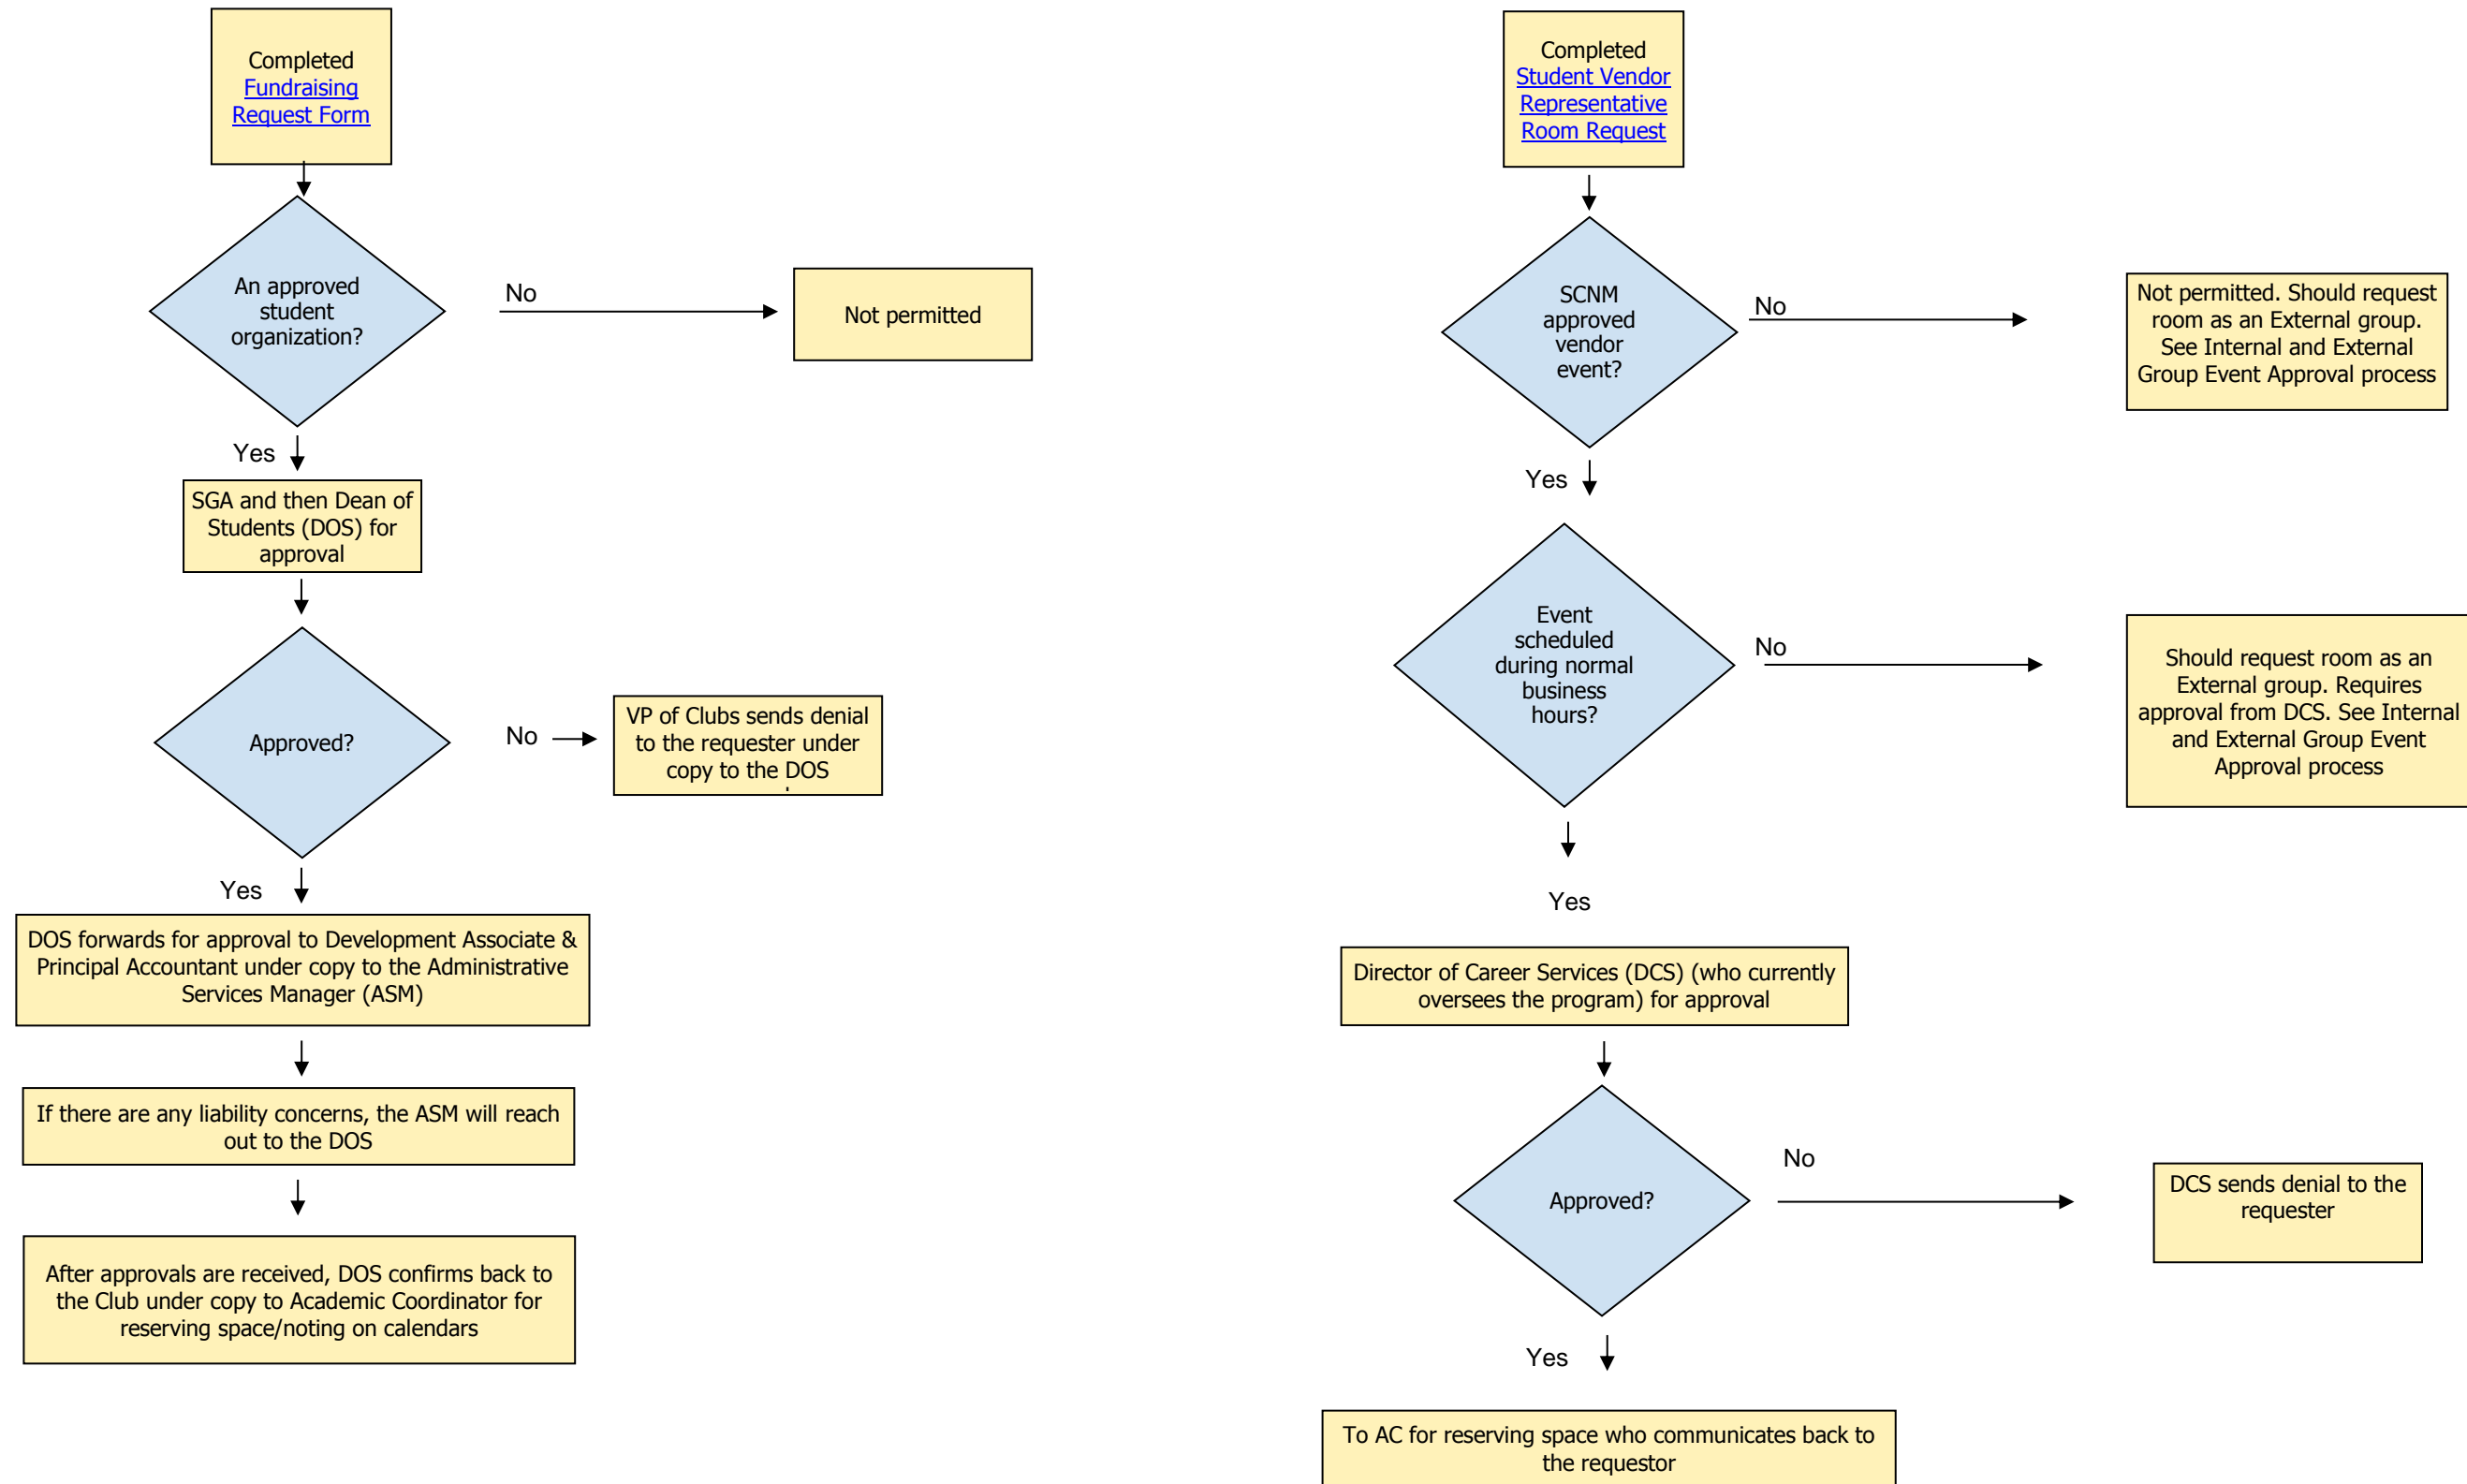 Completed
Fundraising
Request Form
An approved
student
organization?
No
Not permitted
Yes
SGA and then Dean of
Students (DOS) for
approval
Approved?
No
VP of Clubs sends denial
to the requester under
copy to the DOS
Yes
DOS forwards for approval to Development Associate &
Principal Accountant under copy to the Administrative
Services Manager (ASM)
If there are any liability concerns, the ASM will reach
out to the DOS
After approvals are received, DOS confirms back to
the Club under copy to Academic Coordinator for
reserving space/noting on calendars
Completed
Student Vendor
Representative
Room Request
SCNM
approved
vendor
event?
No
Not permitted. Should request
room as an External group.
See Internal and External
Group Event Approval process
Yes
Event
scheduled
during normal
business
hours?
No
Should request room as an
External group. Requires
approval from DCS. See Internal
and External Group Event
Approval process
Yes
Director of Career Services (DCS) (who currently
oversees the program) for approval
Approved?
No
DCS sends denial to the
requester
Yes
To AC for reserving space who communicates back to
the requestor